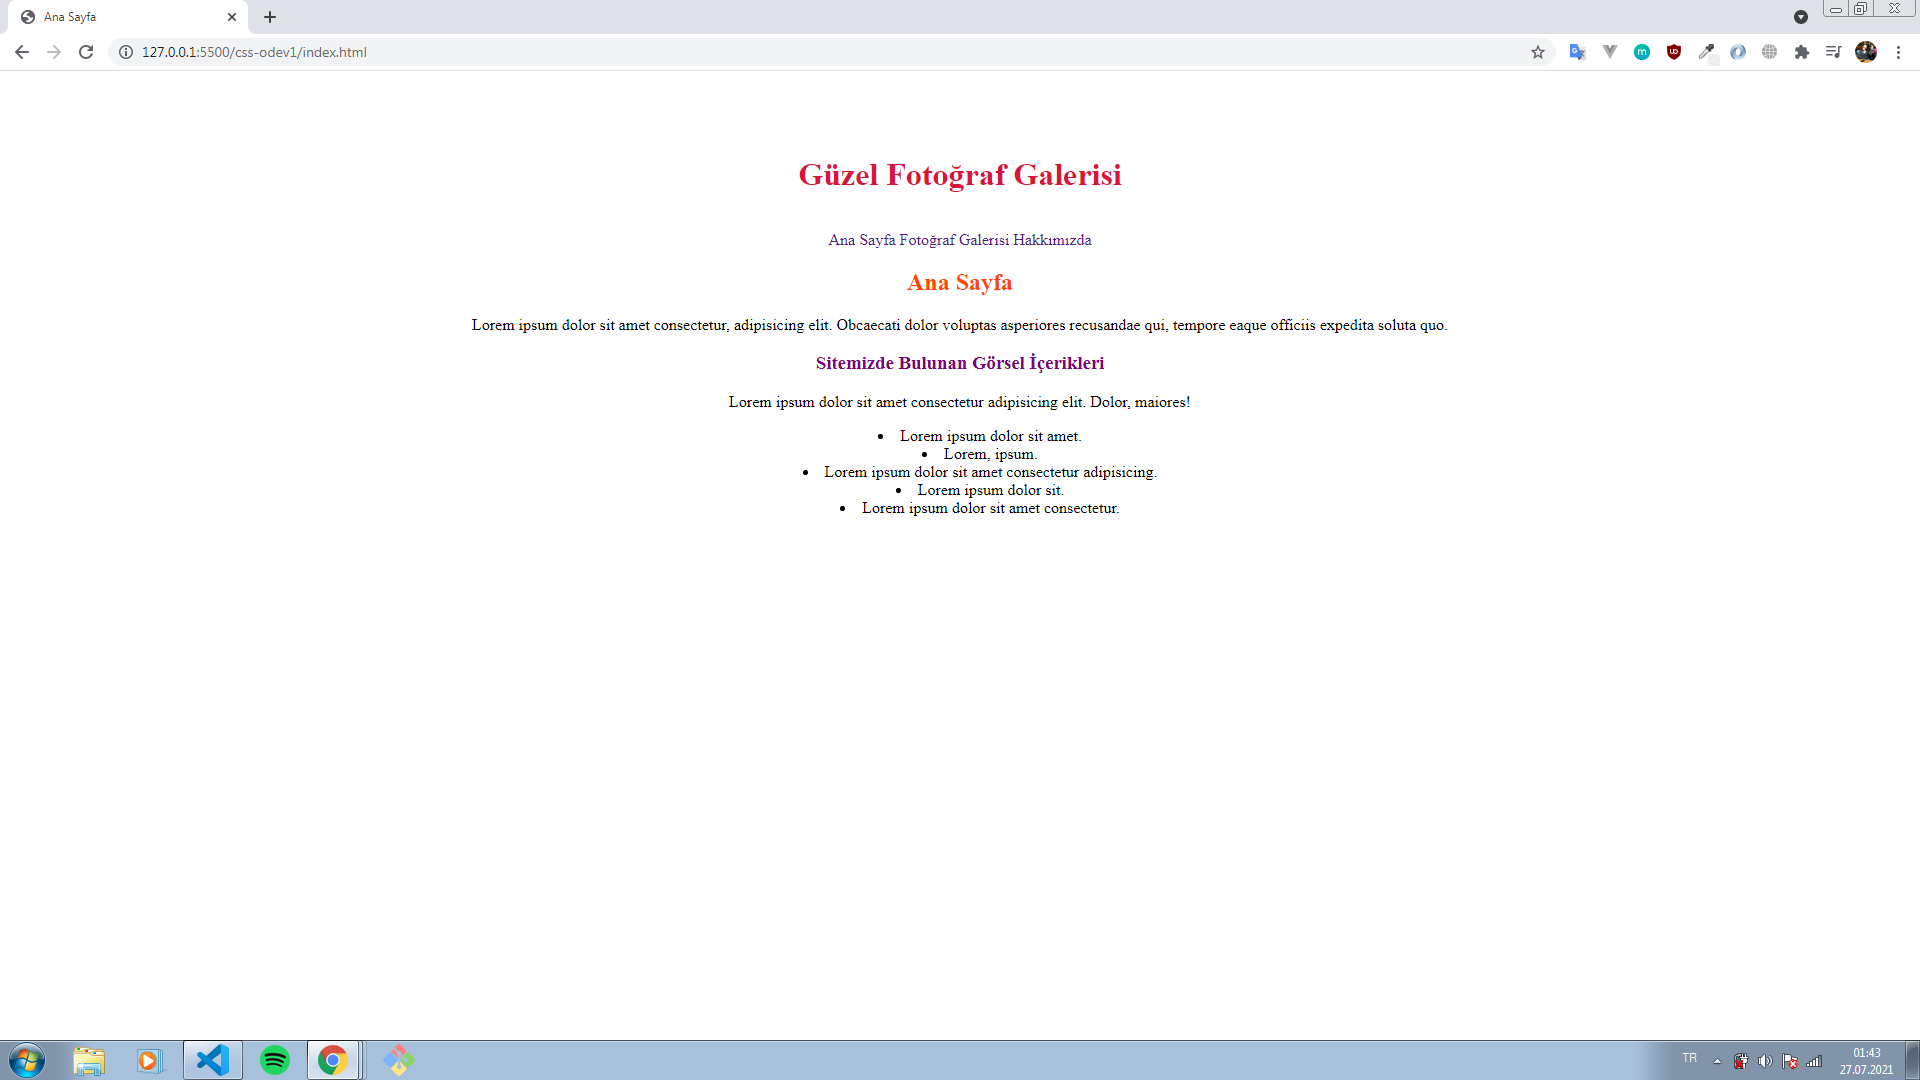 Ana Sayfa
127.0.0.1:5500/css-odev1/index.html
Güzel Fotoğraf Galerisi
Ana Sayfa Fotoğraf Galerisi Hakkımızda
Ana Sayfa
Lorem ipsum dolor sit amet consectetur, adipisicing elit. Obcaecati dolor voluptas asperiores recusandae qui, tempore eaque officiis expedita soluta quo.
Sitemizde Bulunan Görsel İçerikleri
Lorem ipsum dolor sit amet consectetur adipisicing elit. Dolor, maiores!
Lorem ipsum dolor sit amet.
Lorem, ipsum.
Lorem ipsum dolor sit amet consectetur adipisicing.
Lorem ipsum dolor sit.
Lorem ipsum dolor sit amet consectetur.
TR
01:43
27.07.2021